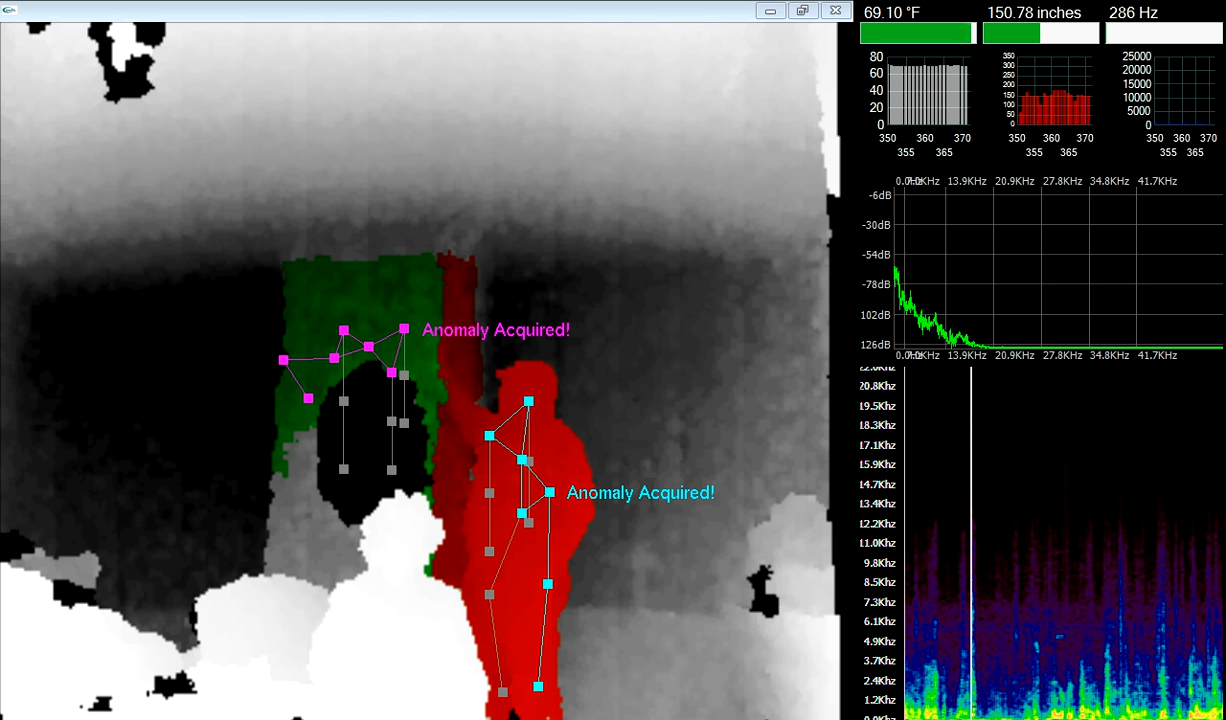 69.10 °F
150.78 inches
286 Hz
80
60
40
20
0
350 360 370
355 365
350
300
250
200
150
100
50
0
350 360 370
355 365
25000
20000
15000
10000
5000
0
350 360 370
355 365
13.9KHz 20.9KHz 27.8KHz 34.8KHz 41.7KHz
-6dB
-30dB
-54dB
-78dB
102dB
126dB
13.9KHz 20.9KHz 27.8KHz 34.8KHz 41.7KHz
Anomaly Acquired!
Anomaly Acquired!
20.8Khz
19.5Khz
18.3Khz
17.1Khz
15.9Khz
14.7Khz
13.4Khz
12.2Khz
11.0Khz
9.8Khz
8.5Khz
7.3Khz
6.1Khz
4.9Khz
3.7Khz
2.4Khz
1.2Khz